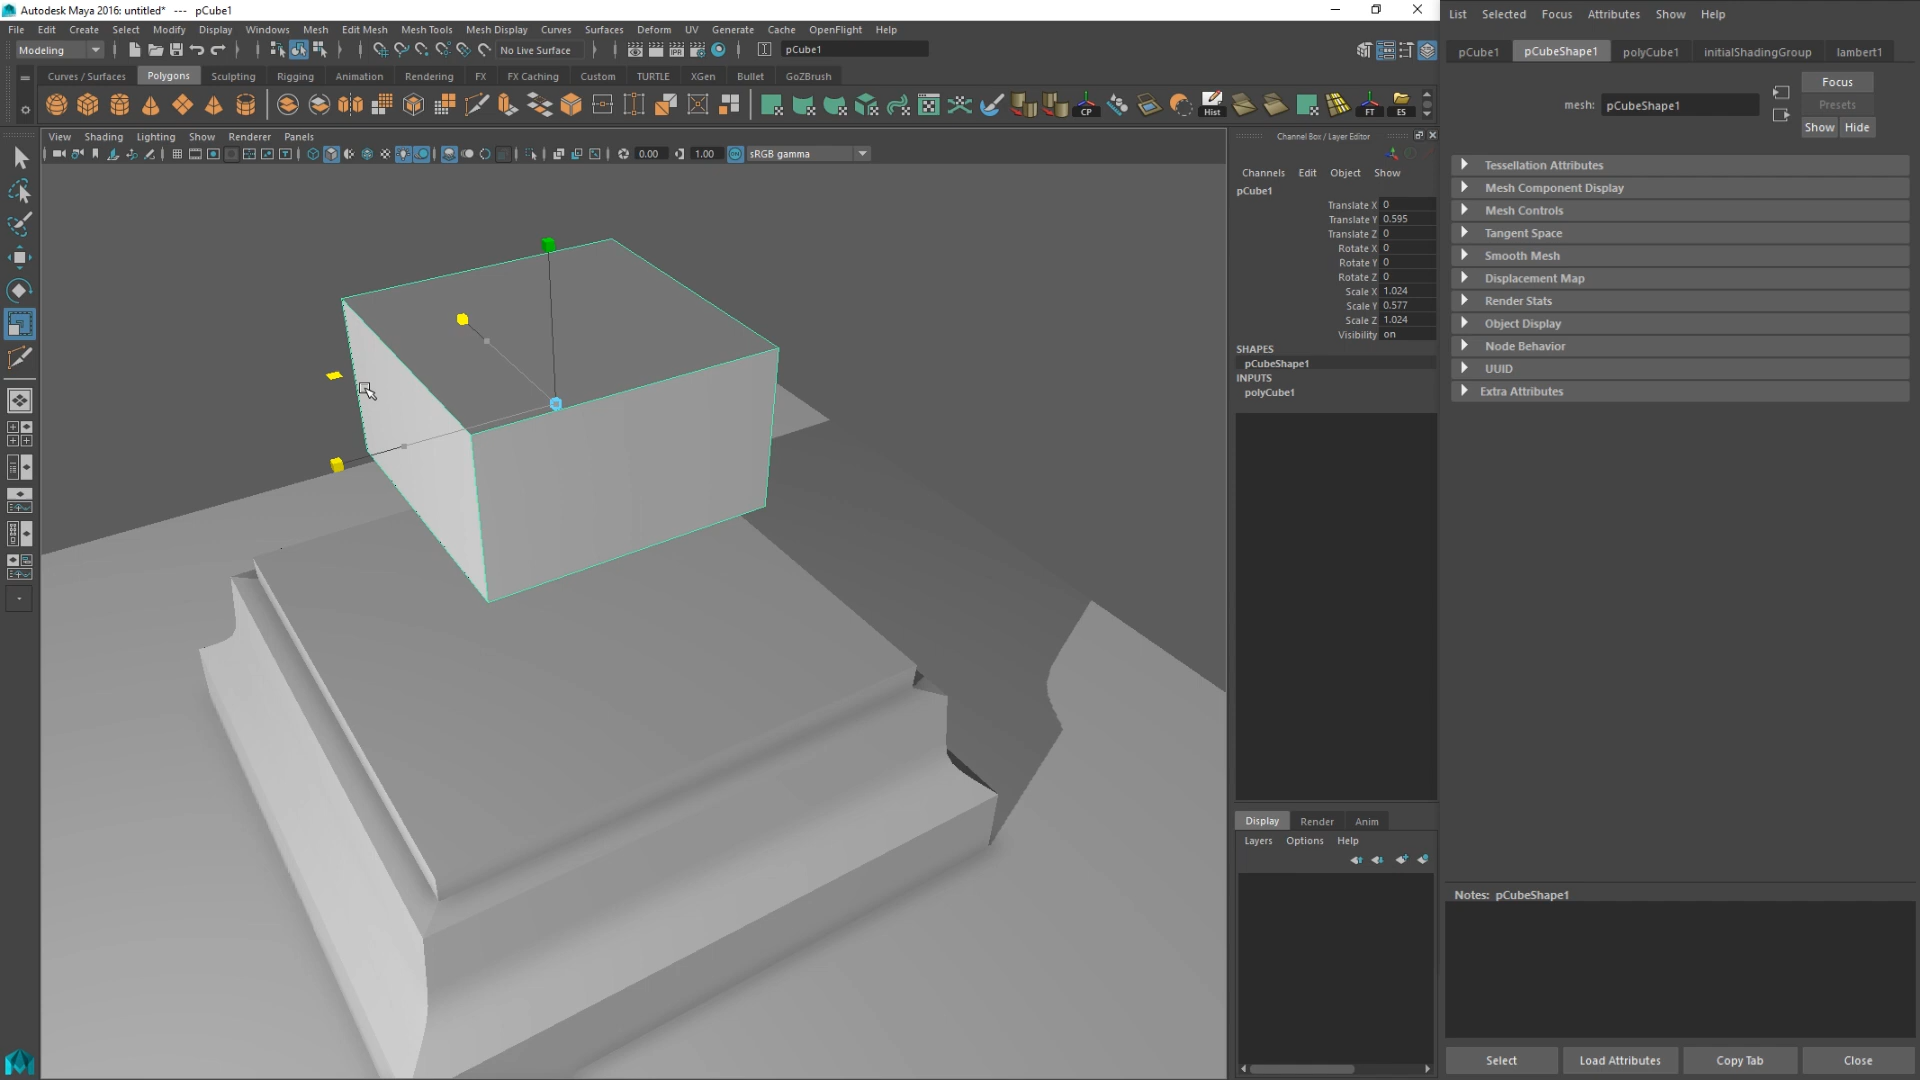 Autodesk Maya 2016: untitled* --- pCube1
File Edit Create Select Modify Display Windows Mesh Edit Mesh Mesh Tools Mesh Display Curves Surfaces Deform UV Generate Cache OpenFlight Help
Modeling No Live Surface IPR pCube1
Curves / Surfaces Polygons Sculpting Rigging Animation Rendering FX FX Caching Custom TURTLE XGen Bullet GoZBrush
CP Hist FT ES
View Shading Lighting Show Renderer Panels
0.00 1.00 sRGB gamma
Channel Box / Layer Editor
Channels Edit Object Show
pCube1
Translate X 0
Translate Y 0.595
Translate Z 0
Rotate X 0
Rotate Y 0
Rotate Z 0
Scale X 1.024
Scale Y 0.577
Scale Z 1.024
Visibility on
SHAPES
pCubeShape1
INPUTS
polyCube1
Display Render Anim
Layers Options Help
List Selected Focus Attributes Show Help
pCube1 pCubeShape1 polyCube1 initialShadingGroup lambert1
mesh: pCubeShape1
Focus
Presets
Show Hide
Tessellation Attributes
Mesh Component Display
Mesh Controls
Tangent Space
Smooth Mesh
Displacement Map
Render Stats
Object Display
Node Behavior
UUID
Extra Attributes
Notes: pCubeShape1
Select Load Attributes Copy Tab Close